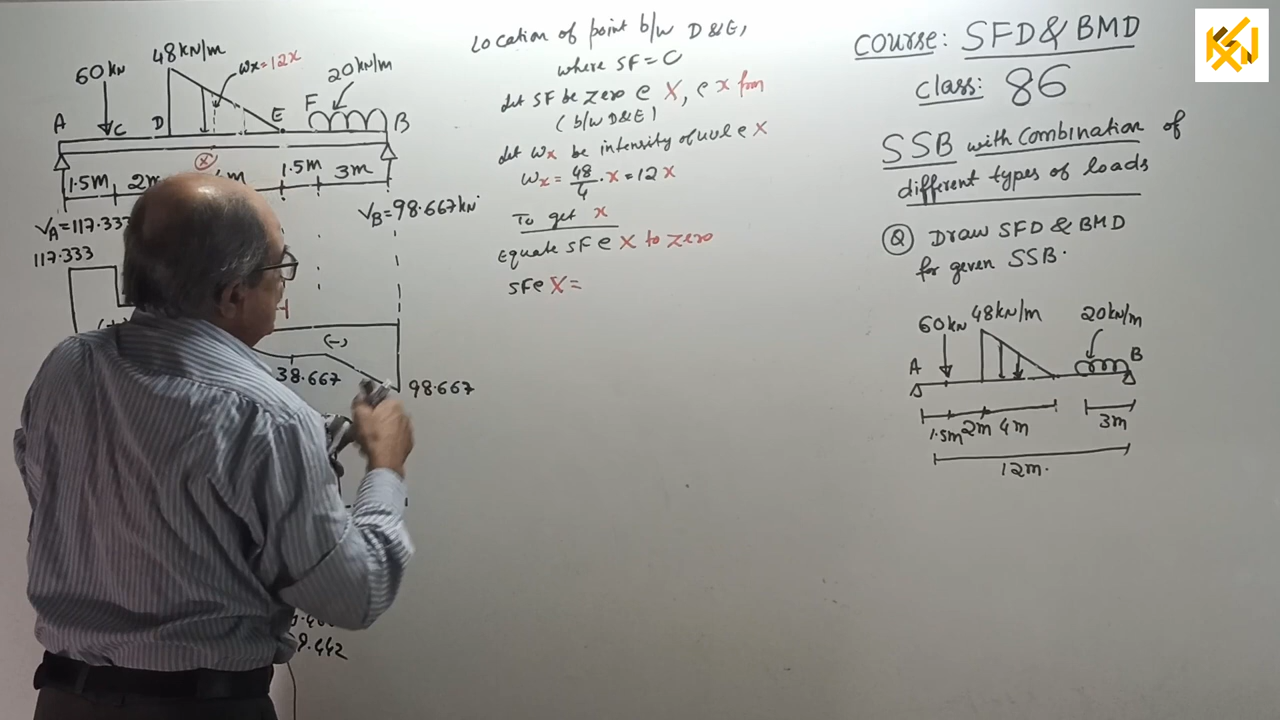 60kN
48kN/m
wx=12x
20kN/m
A
C
D
E
F
B
X
1.5m
1.5m
3m
VA=117.333
VB=98.667kN
117.333
(-)
38.667
98.667
9.442
Location of point b/w D&E,
where SF=0
Let SF be zero @ X, @ x from
(b/w D&E)
Let wx be intensity of uvl @ X
wx = 48/4 . x = 12x
To get x
Equate SF @ X to zero
SF@ X =
Course: SFD & BMD
Class: 86
SSB with Combination of
different types of loads
Q Draw SFD & BMD
for geven SSB.
60kN
48kN/m
20kN/m
A
B
1.5m
2m
4m
3m
12m.